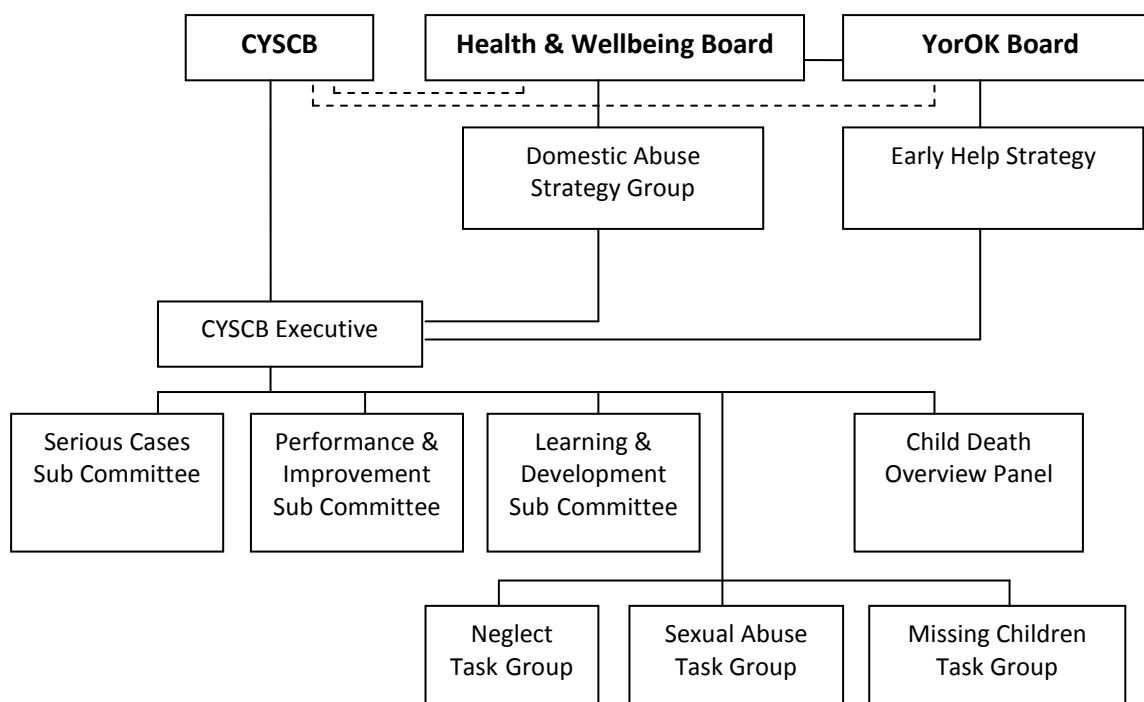 CYSCB
Health & Wellbeing Board
YorOK Board
Domestic Abuse
Strategy Group
Early Help Strategy
CYSCB Executive
Serious Cases
Sub Committee
Performance &
Improvement
Sub Committee
Learning &
Development
Sub Committee
Child Death
Overview Panel
Neglect
Task Group
Sexual Abuse
Task Group
Missing Children
Task Group